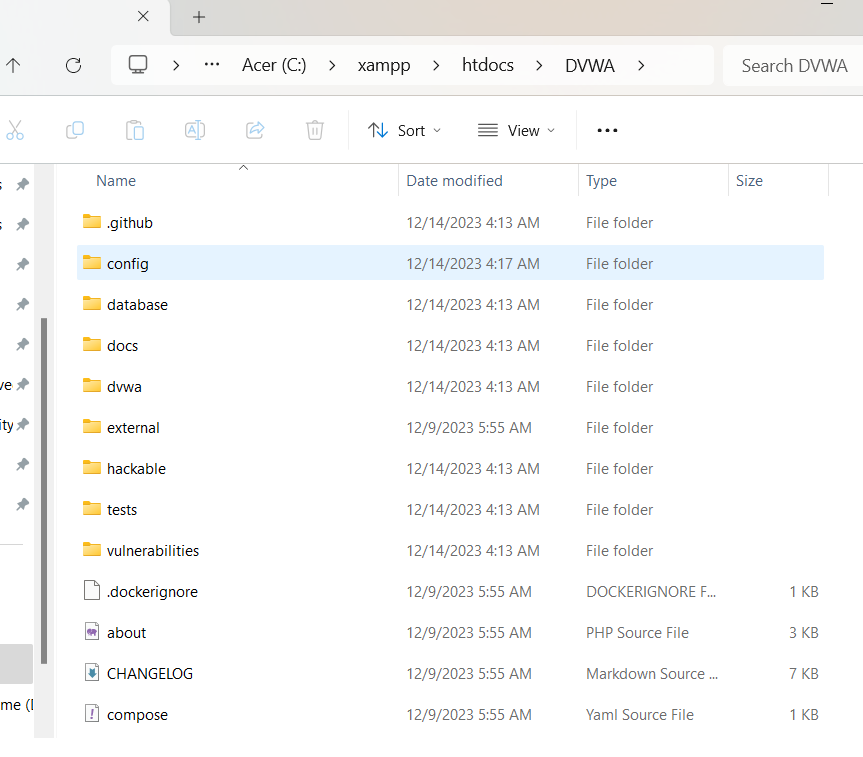 Acer (C:) xampp htdocs DVWA Search DVWA
Sort View
Name Date modified Type Size
.github 12/14/2023 4:13 AM File folder
config 12/14/2023 4:17 AM File folder
database 12/14/2023 4:13 AM File folder
docs 12/14/2023 4:13 AM File folder
dvwa 12/14/2023 4:13 AM File folder
ve
external 12/9/2023 5:55 AM File folder
ity
hackable 12/14/2023 4:13 AM File folder
tests 12/14/2023 4:13 AM File folder
vulnerabilities 12/14/2023 4:13 AM File folder
.dockerignore 12/9/2023 5:55 AM DOCKERIGNORE F... 1 KB
about 12/9/2023 5:55 AM PHP Source File 3 KB
CHANGELOG 12/9/2023 5:55 AM Markdown Source ... 7 KB
me (
compose 12/9/2023 5:55 AM Yaml Source File 1 KB